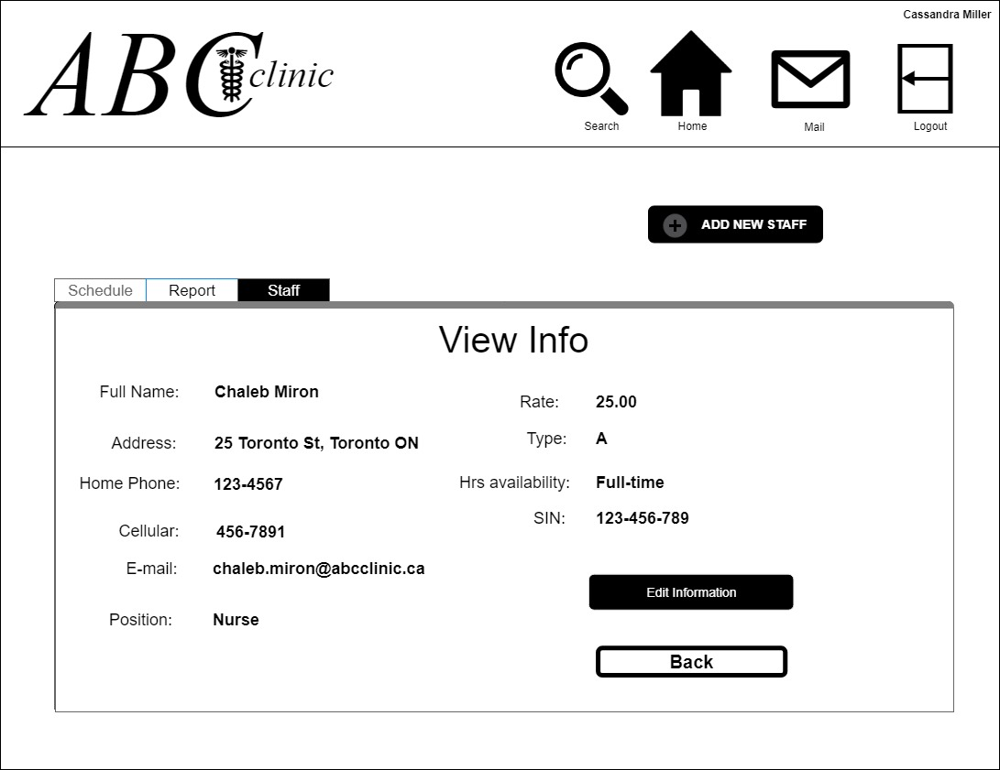 Cassandra Miller
ABC clinic
Search
Home
Mail
Logout
ADD NEW STAFF
Schedule
Report
Staff
View Info
Full Name: Chaleb Miron
Address: 25 Toronto St, Toronto ON
Home Phone: 123-4567
Cellular: 456-7891
E-mail: chaleb.miron@abcclinic.ca
Position: Nurse
Rate: 25.00
Type: A
Hrs availability: Full-time
SIN: 123-456-789
Edit Information
Back